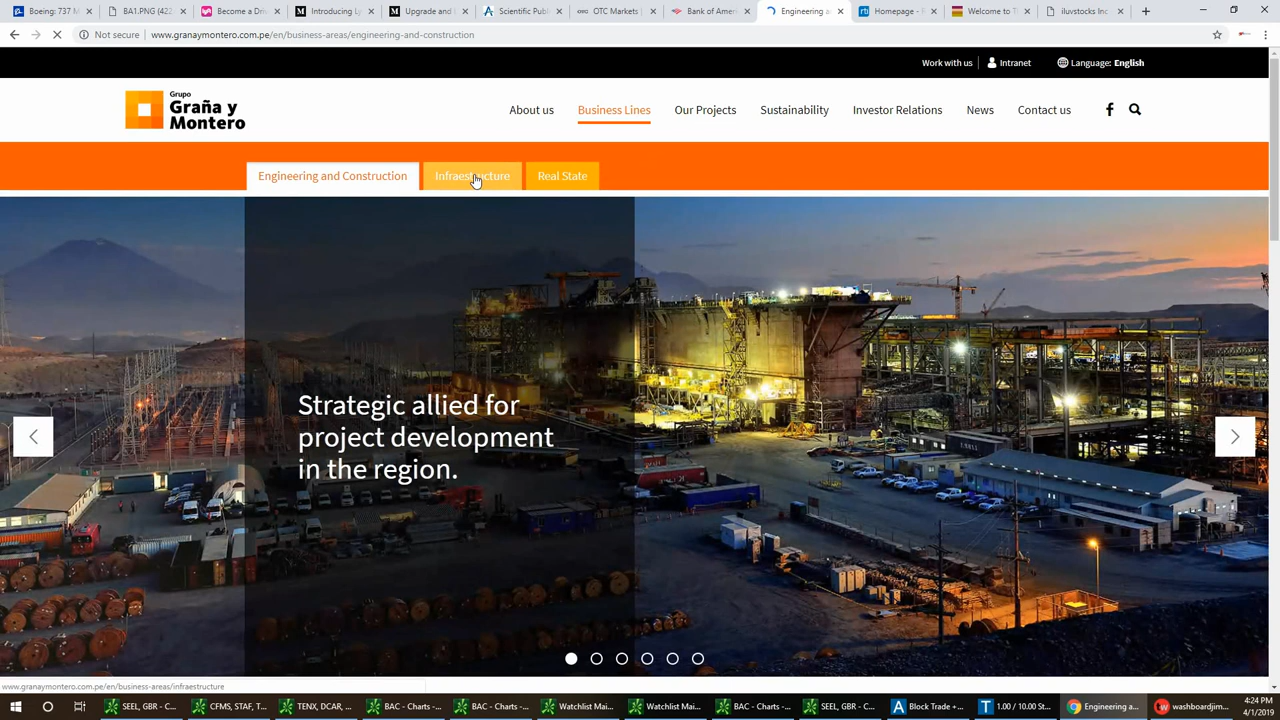 Boeing: 737 M
BA1.PNG (422
Become a Dri
Introducing Ly
Upgrade and C
Scientific Publ
OTC Markets |
Bank of Ameri
Engineering a
Homepage - R
Welcome to T
iluvstocks Inc
Not secure | www.granaymontero.com.pe/en/business-areas/engineering-and-construction
Work with us
Intranet
Language: English
Grupo
Graña y
Montero
About us
Business Lines
Our Projects
Sustainability
Investor Relations
News
Contact us
Engineering and Construction
Infraestructure
Real State
Strategic allied for
project development
in the region.
www.granaymontero.com.pe/en/business-areas/infraestructure
SEEL, GBR - C...
CFMS, STAF, T...
TENX, DCAR, ...
BAC - Charts -...
BAC - Charts -...
Watchlist Mai...
Watchlist Mai...
BAC - Charts -...
SEEL, GBR - C...
Block Trade +...
1.00 / 10.00 St...
Engineering a...
washboardjim...
4:24 PM
4/1/2019